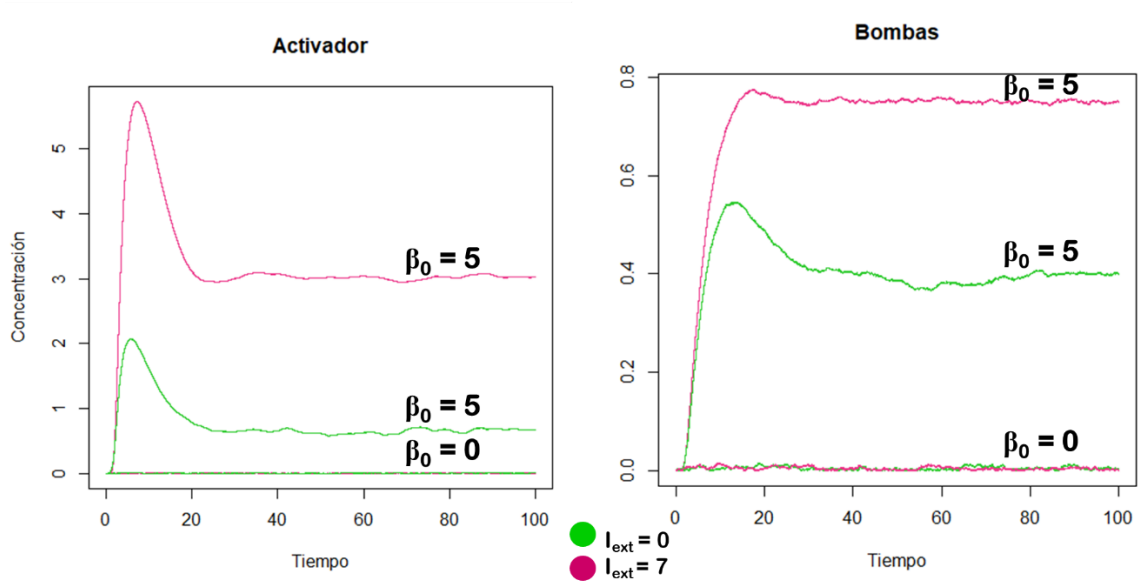 Activador
Concentración
5
4
3
2
1
0
β₀ = 5
β₀ = 5
β₀ = 0
0 20 40 60 80 100
Tiempo
Bombas
0.8
0.6
0.4
0.2
0.0
β₀ = 5
β₀ = 5
β₀ = 0
0 20 40 60 80 100
Tiempo
I_ext = 0
I_ext = 7